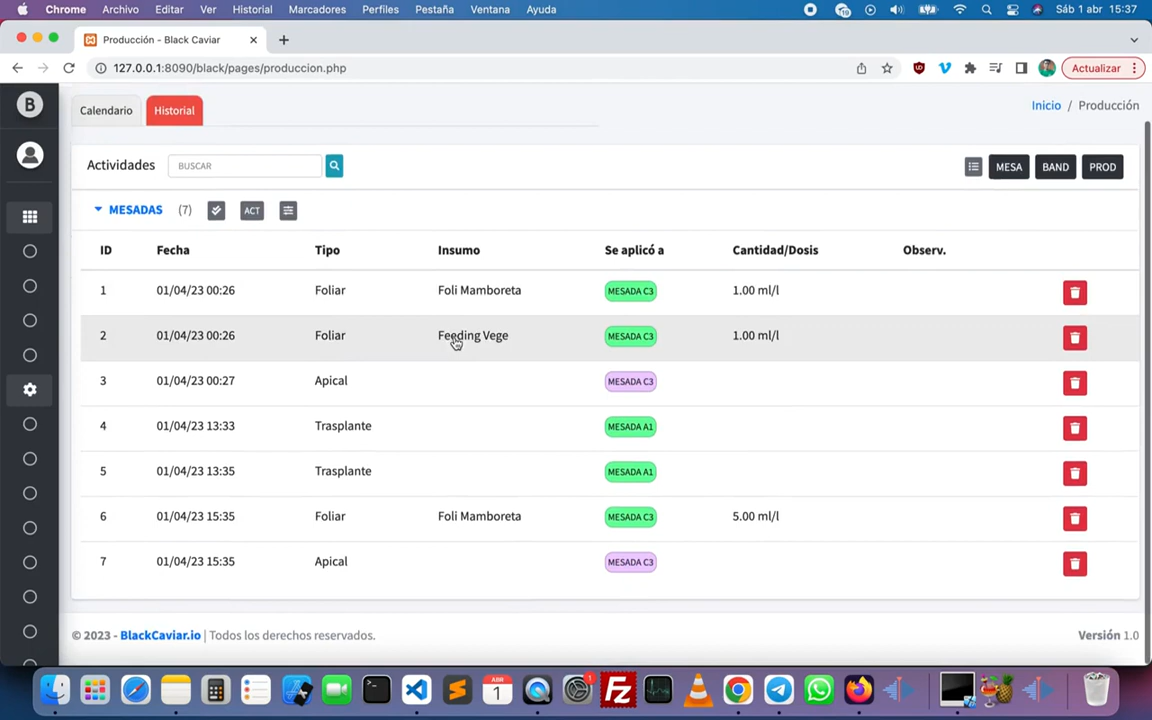 Chrome Archivo Editar Ver Historial Marcadores Perfiles Pestaña Ventana Ayuda Sáb 1 abr 15:37
Producción - Black Caviar
127.0.0.1:8090/black/pages/produccion.php Actualizar
B Calendario Historial Inicio / Producción
Actividades BUSCAR MESA BAND PROD
MESADAS (7) ACT
ID Fecha Tipo Insumo Se aplicó a Cantidad/Dosis Observ.
1 01/04/23 00:26 Foliar Foli Mamboreta MESADA C3 1.00 ml/l
2 01/04/23 00:26 Foliar Feeding Vege MESADA C3 1.00 ml/l
3 01/04/23 00:27 Apical MESADA C3
4 01/04/23 13:33 Trasplante MESADA A1
5 01/04/23 13:35 Trasplante MESADA A1
6 01/04/23 15:35 Foliar Foli Mamboreta MESADA C3 5.00 ml/l
7 01/04/23 15:35 Apical MESADA C3
© 2023 - BlackCaviar.io | Todos los derechos reservados. Versión 1.0
ABR
1 1 Fz